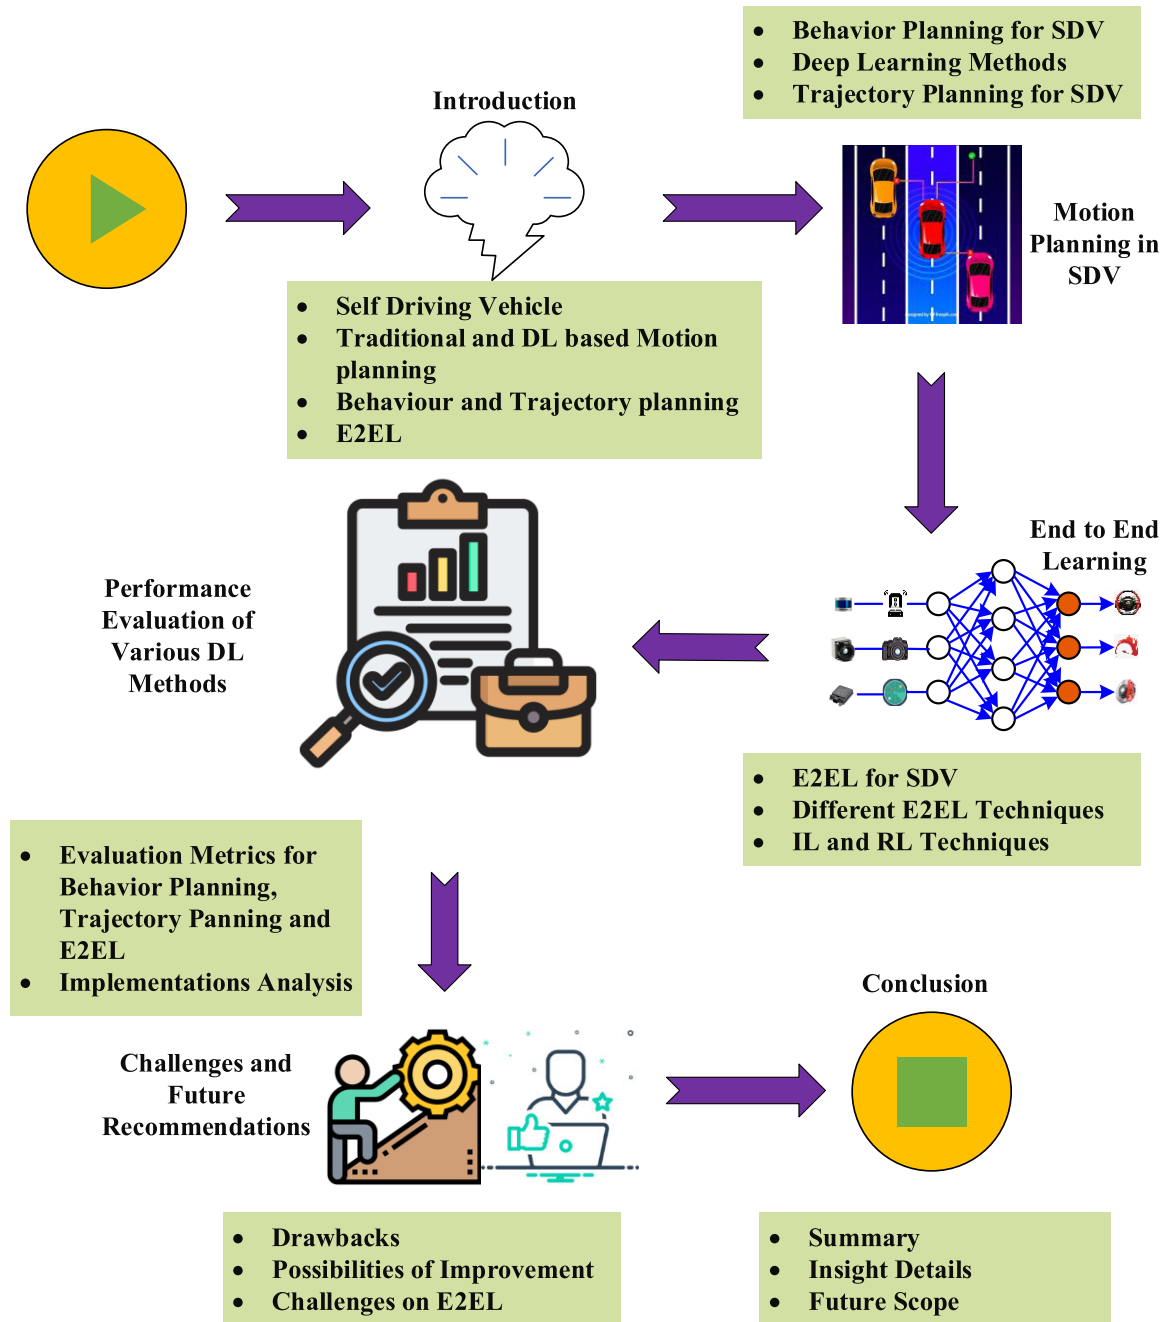 Introduction
• Self Driving Vehicle
• Traditional and DL based Motion
planning
• Behaviour and Trajectory planning
• E2EL
• Behavior Planning for SDV
• Deep Learning Methods
• Trajectory Planning for SDV
Motion
Planning in
SDV
End to End
Learning
• E2EL for SDV
• Different E2EL Techniques
• IL and RL Techniques
Performance
Evaluation of
Various DL
Methods
• Evaluation Metrics for
Behavior Planning,
Trajectory Panning and
E2EL
• Implementations Analysis
Challenges and
Future
Recommendations
• Drawbacks
• Possibilities of Improvement
• Challenges on E2EL
Conclusion
• Summary
• Insight Details
• Future Scope